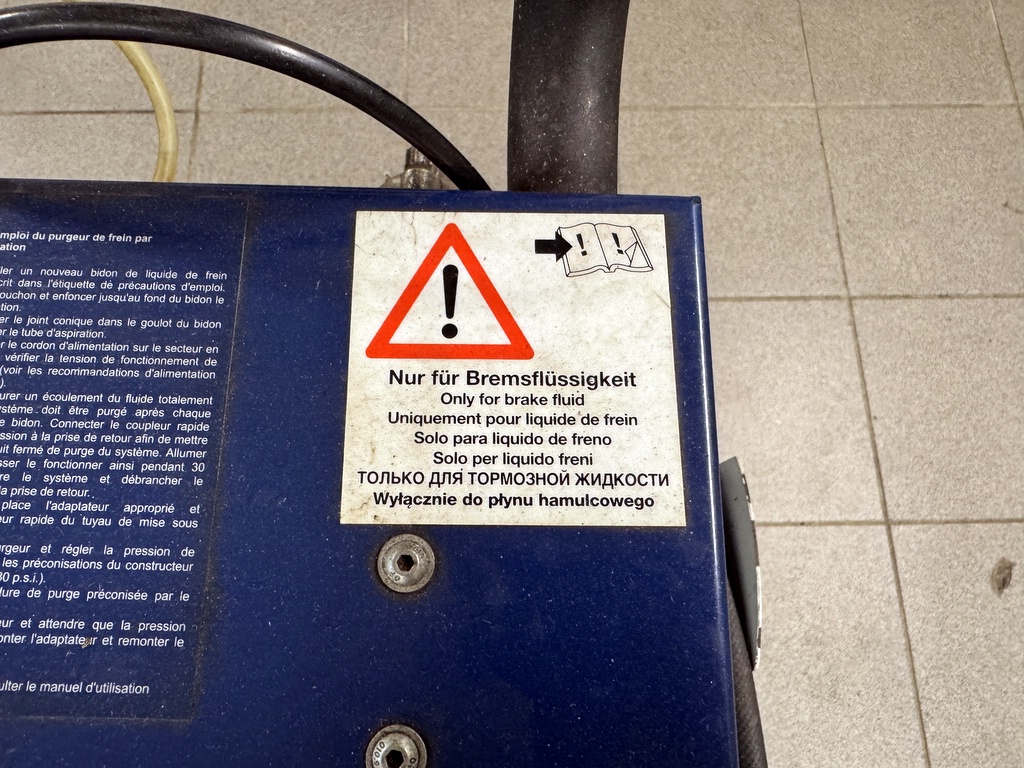 emploi du purgeur de frein par
ation
ler un nouveau bidon de liquide de frein
crit dans l'étiquette de précautions d'emploi.
ouchon et enfoncer jusqu'au fond du bidon le
tion.
er le joint conique dans le goulot du bidon
er le tube d'aspiration.
r le cordon d'alimentation sur le secteur en
vérifier la tension de fonctionnement de
(voir les recommandations d'alimentation
).
urer un écoulement du fluide totalement
ystème doit être purgé après chaque
e bidon. Connecter le coupleur rapide
ssion à la prise de retour afin de mettre
uit fermé de purge du système. Allumer
sser le fonctionner ainsi pendant 30
re le système et débrancher le
la prise de retour.
place l'adaptateur approprié et
eur rapide du tuyau de mise sous
urgeur et régler la pression de
les préconisations du constructeur
30 p.s.i.).
dure de purge préconisée par le
eur et attendre que la pression
onter l'adaptateur et remonter le
ulter le manuel d'utilisation
Nur für Bremsflüssigkeit
Only for brake fluid
Uniquement pour liquide de frein
Solo para liquido de freno
Solo per liquido freni
ТОЛЬКО ДЛЯ ТОРМОЗНОЙ ЖИДКОСТИ
Wyłącznie do płynu hamulcowego